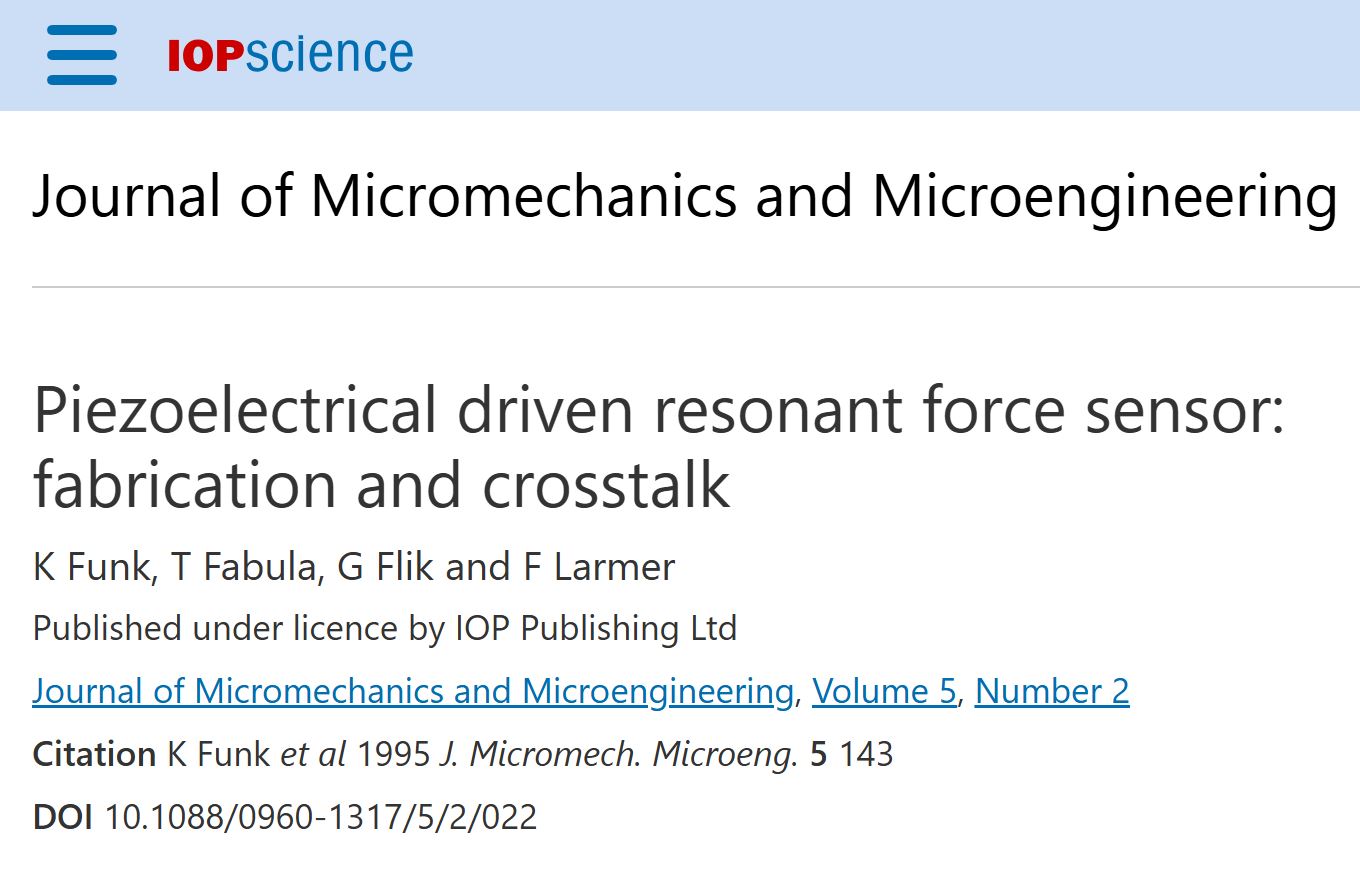 IOPscience
Journal of Micromechanics and Microengineering
Piezoelectrical driven resonant force sensor:
fabrication and crosstalk
K Funk, T Fabula, G Flik and F Larmer
Published under licence by IOP Publishing Ltd
Journal of Micromechanics and Microengineering, Volume 5, Number 2
Citation K Funk et al 1995 J. Micromech. Microeng. 5 143
DOI 10.1088/0960-1317/5/2/022